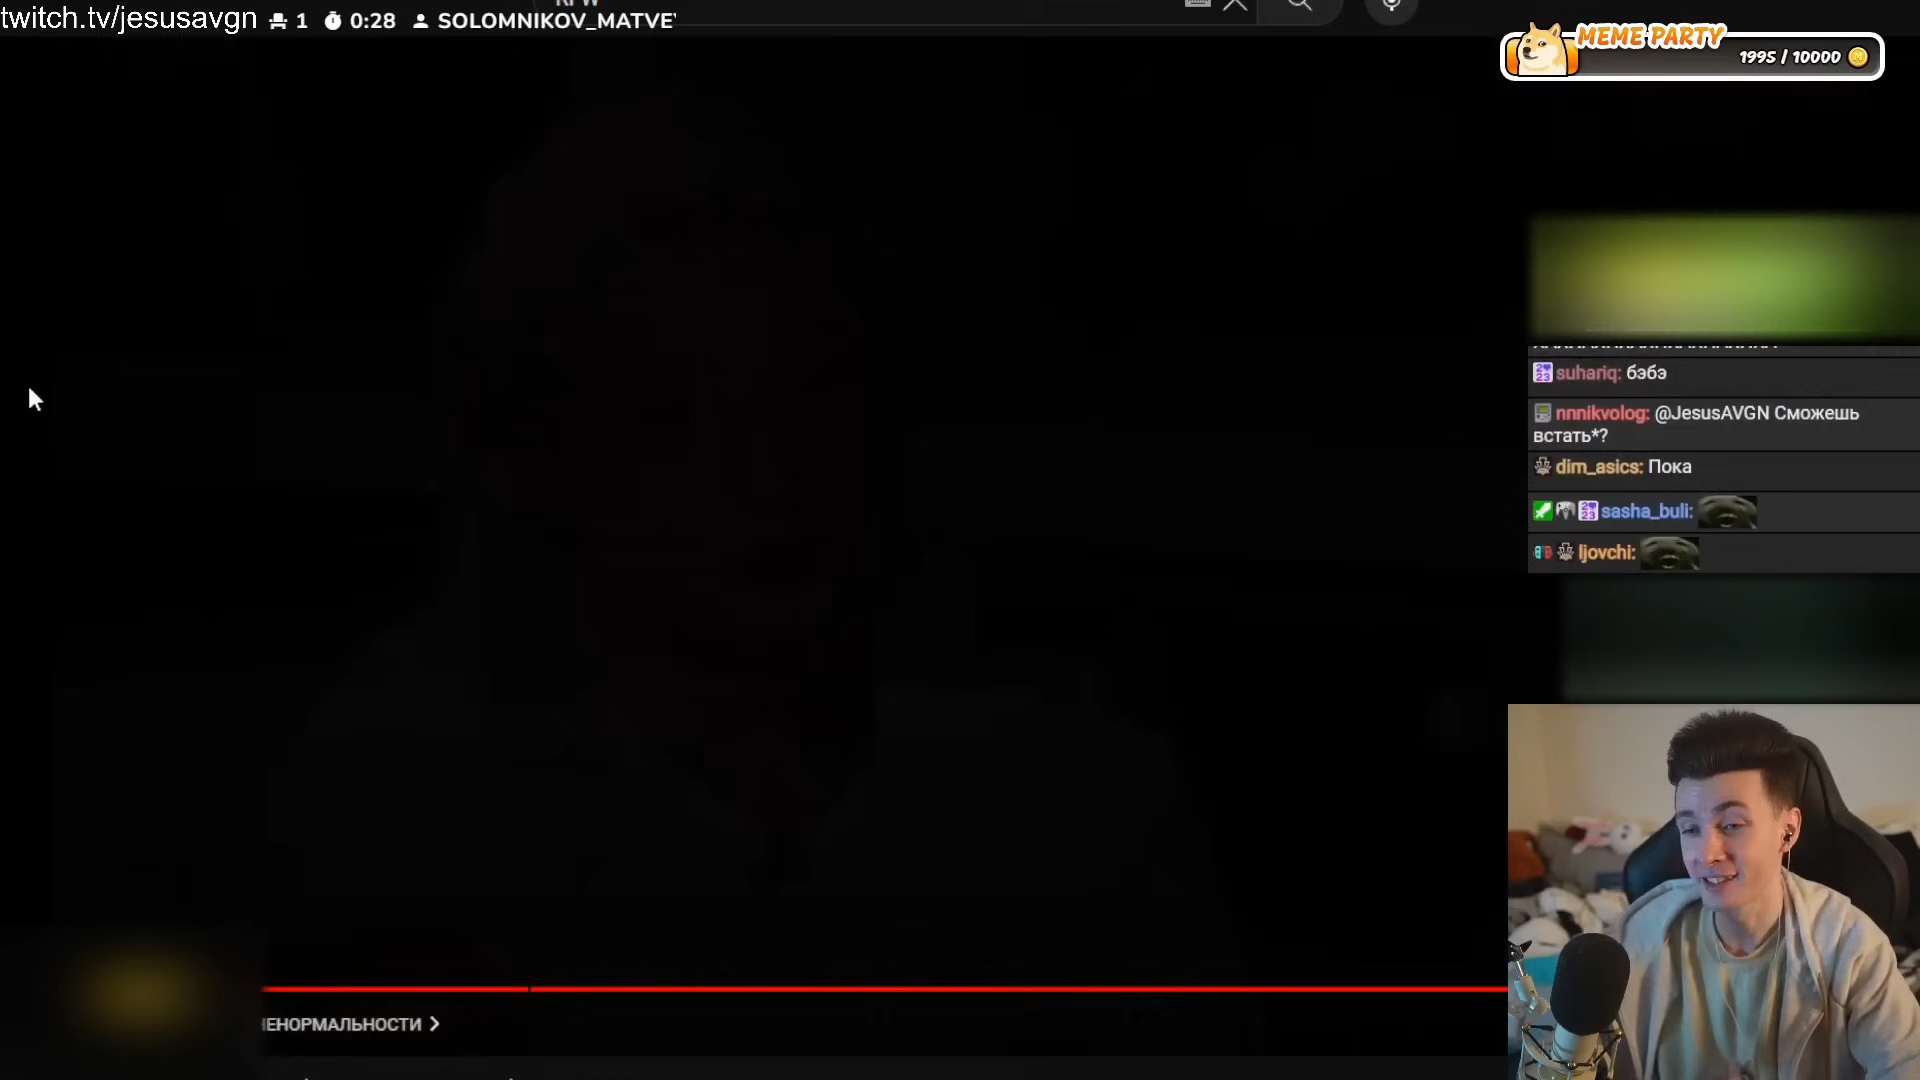 twitch.tv/jesusavgn 1 0:28 SOLOMNIKOV_MATVE
MEME PARTY
1995 / 10000
suhariq: бэбэ
nnnikvolog: @JesusAVGN Сможешь
встать*?
dim_asics: Пока
sasha_buli:
ljovchi:
ЕНОРМАЛЬНОСТИ